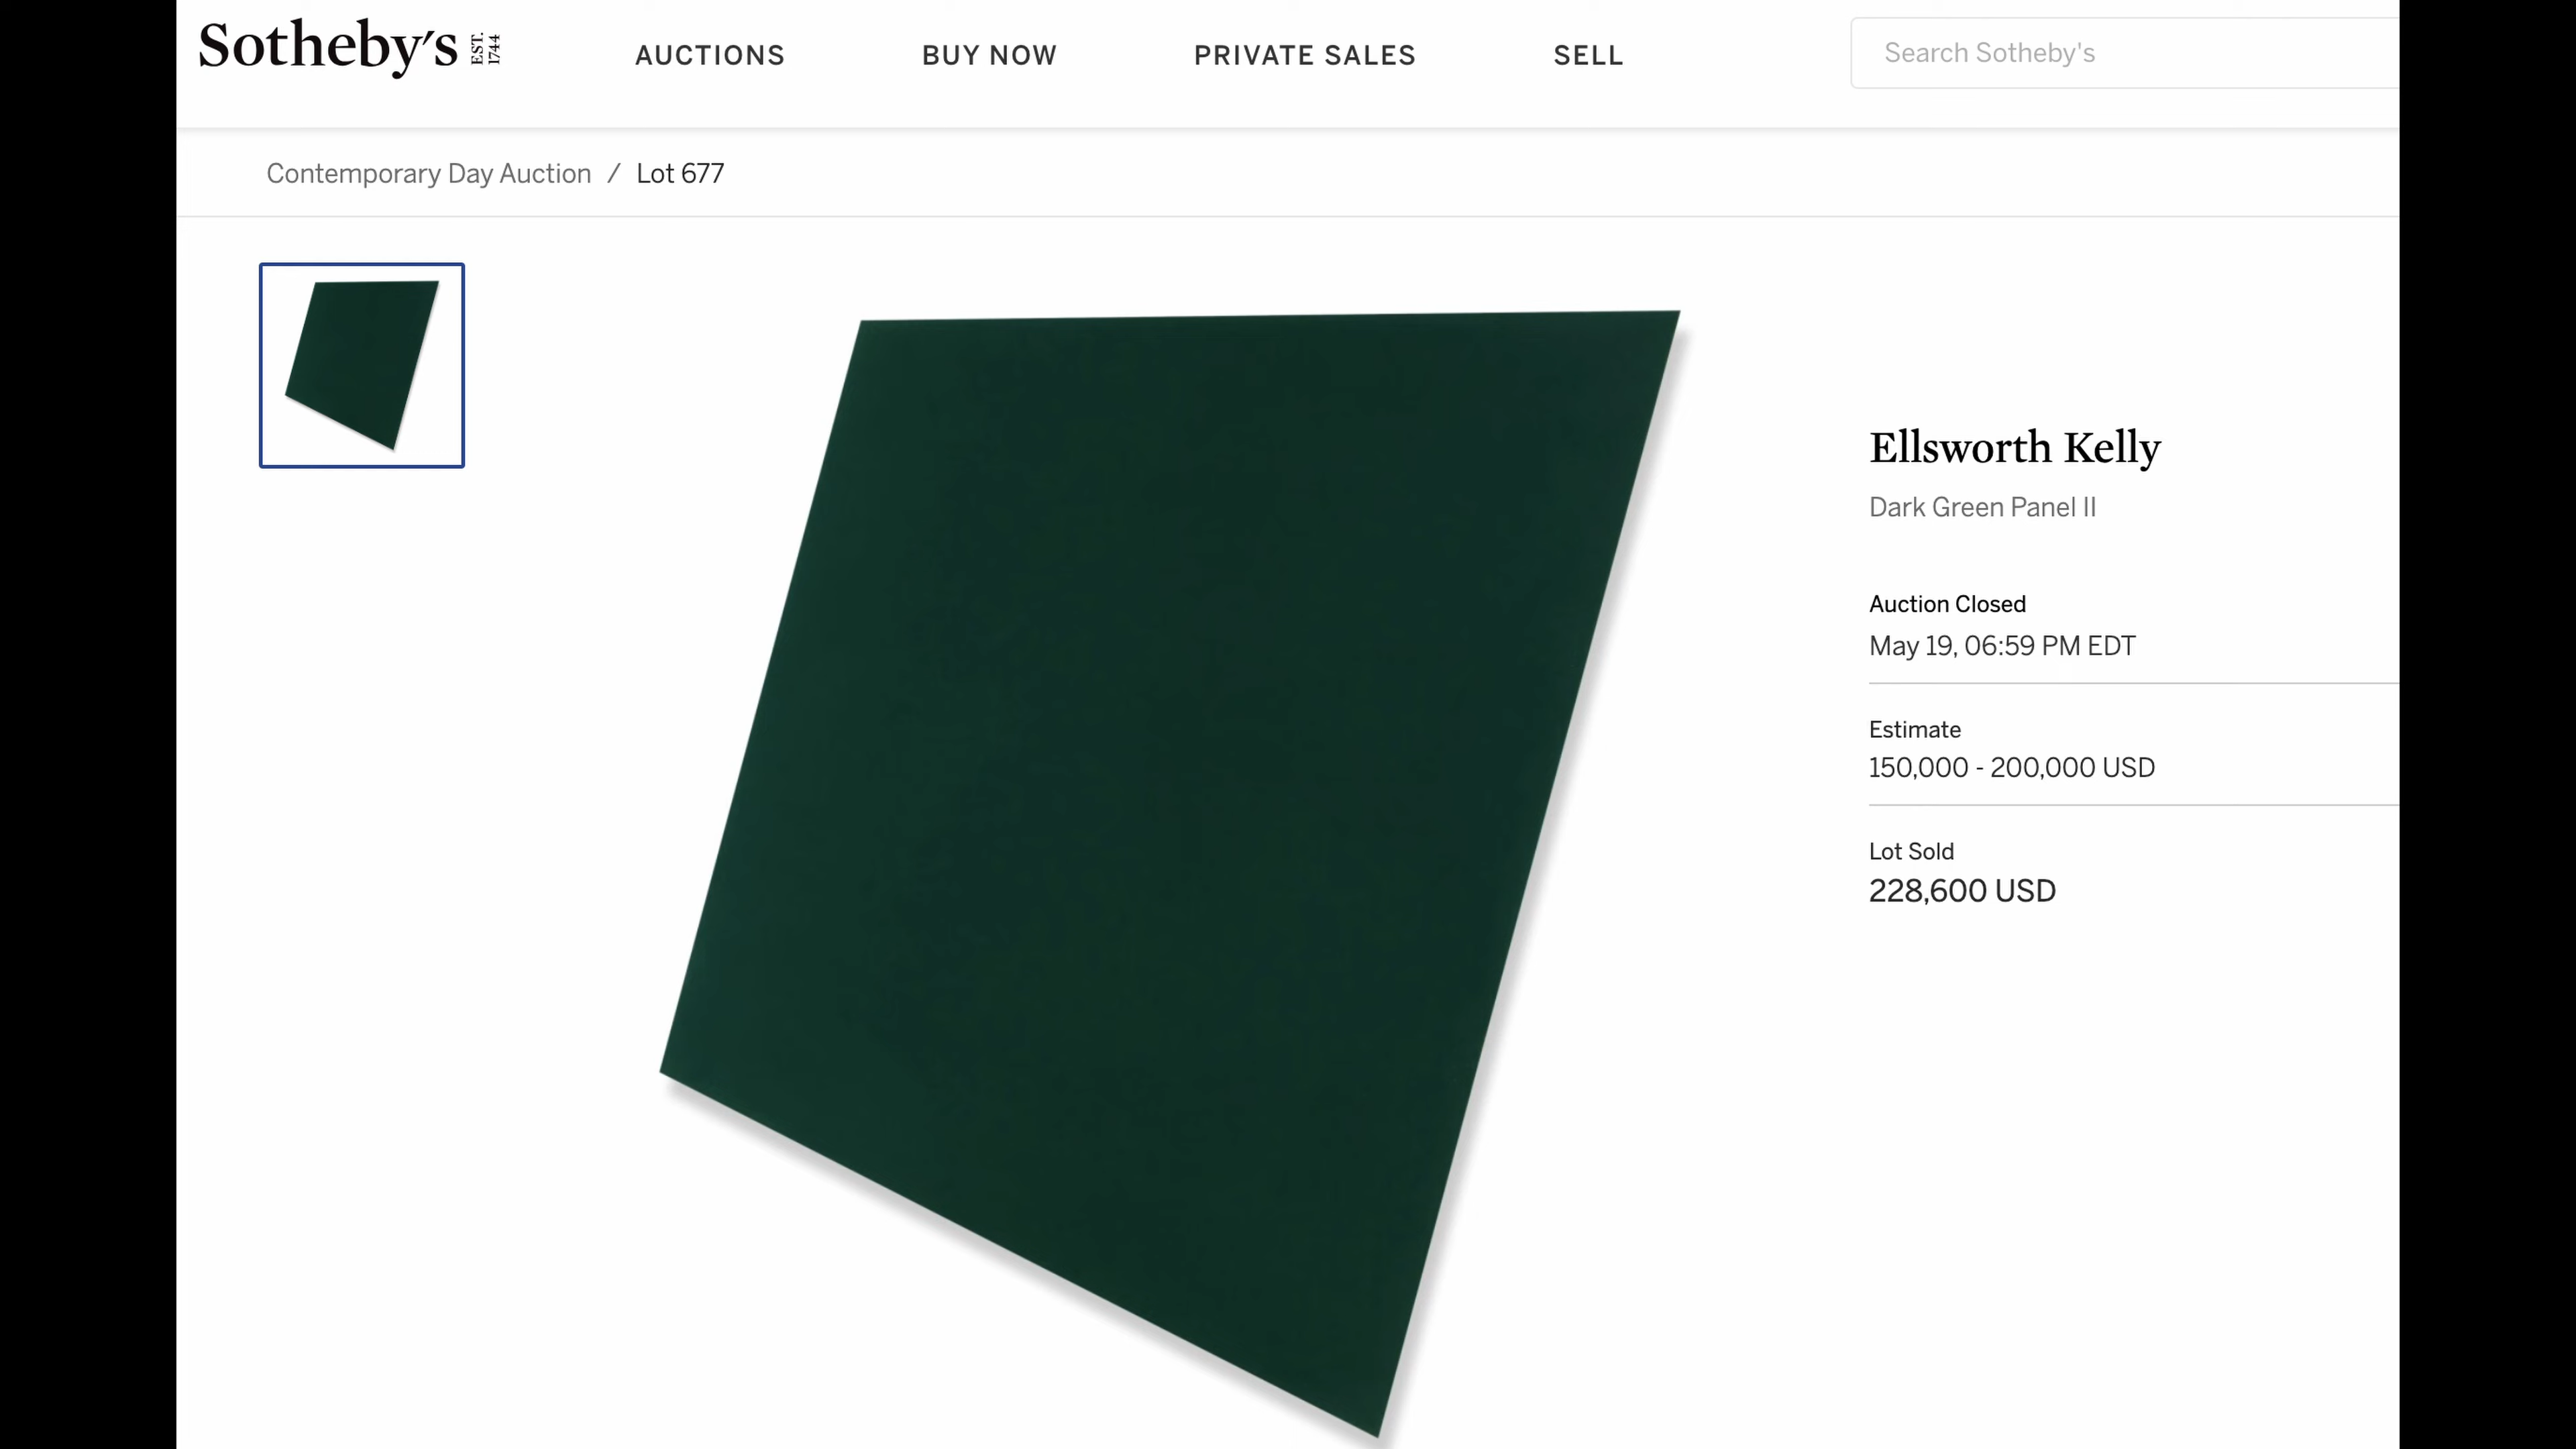 Sotheby's EST. 1744
AUCTIONS
BUY NOW
PRIVATE SALES
SELL
Search Sotheby's
Contemporary Day Auction / Lot 677
Ellsworth Kelly
Dark Green Panel II
Auction Closed
May 19, 06:59 PM EDT
Estimate
150,000 - 200,000 USD
Lot Sold
228,600 USD